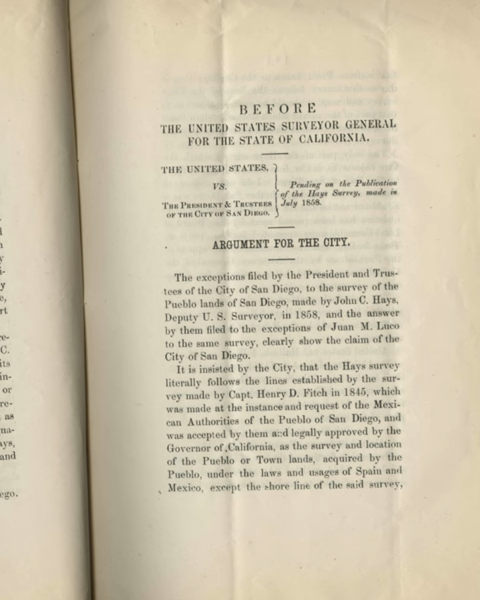 BEFORE
THE UNITED STATES SURVEYOR GENERAL
FOR THE STATE OF CALIFORNIA.
THE UNITED STATES,
VS.
THE PRESIDENT & TRUSTEES
OF THE CITY OF SAN DIEGO.
Pending on the Publication
of the Hays Survey, made in
July 1858.
ARGUMENT FOR THE CITY.
The exceptions filed by the President and Trus-
tees of the City of San Diego, to the survey of the
Pueblo lands of San Diego, made by John C. Hays,
Deputy U. S. Surveyor, in 1858, and the answer
by them filed to the exceptions of Juan M. Luco
to the same survey, clearly show the claim of the
City of San Diego.
It is insisted by the City, that the Hays survey
literally follows the lines established by the sur-
vey made by Capt. Henry D. Fitch in 1845, which
was made at the instance and request of the Mexi-
can Authorities of the Pueblo of San Diego, and
was accepted by them and legally approved by the
Governor of California, as the survey and location
of the Pueblo or Town lands, acquired by the
Pueblo, under the laws and usages of Spain and
Mexico, except the shore line of the said survey,